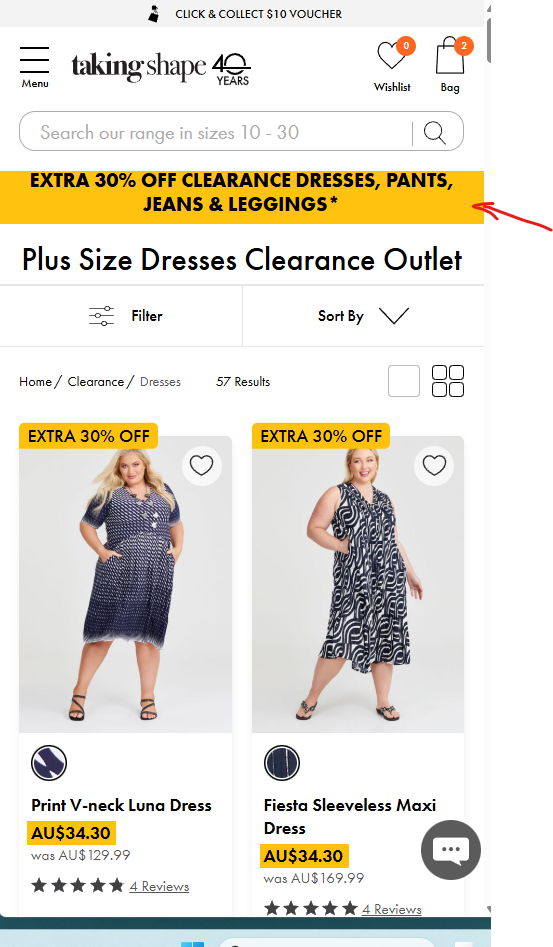 CLICK & COLLECT $10 VOUCHER
Menu
taking shape 40 YEARS
0
Wishlist
2
Bag
Search our range in sizes 10 - 30
EXTRA 30% OFF CLEARANCE DRESSES, PANTS,
JEANS & LEGGINGS*
Plus Size Dresses Clearance Outlet
Filter
Sort By
Home / Clearance / Dresses
57 Results
EXTRA 30% OFF
EXTRA 30% OFF
Print V-neck Luna Dress
AU$34.30
was AU$129.99
4 Reviews
Fiesta Sleeveless Maxi
Dress
AU$34.30
was AU$169.99
4 Reviews